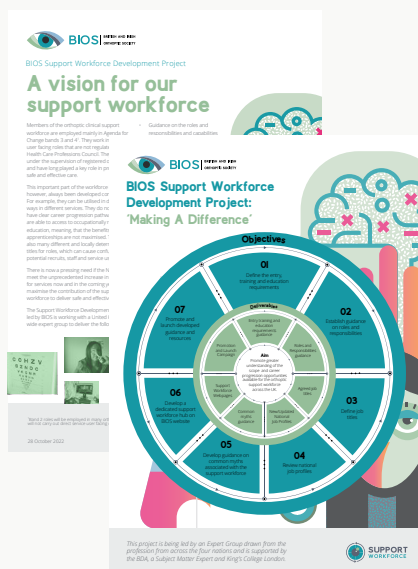 BIOS BRITISH AND IRISH
ORTHOPTIC SOCIETY
BIOS Support Workforce Development Project
A vision for our
support workforce
Members of the orthoptic clinical support
workforce are employed mainly in Agenda for
Change bands 3 and 4
user facing roles that are not regulat
Health Care Professions Council. The
under the supervision of registered
and have long played a key role in pr
safe and effective care.
This important part of the workforce
however, always been developed
For example, they can be utilised in
ways in different services. They do
have clear career progression pathw
are able to access to occupationally
education, meaning, that the benefits
apprenticeships are not maximised.
also many different and locally
titles for roles, which can cause
potential recruits, staff and service
There is now a pressing need if the
meet the unprecedented increase in
for services now and in the coming
maximise the contribution of the sup
workforce to deliver safe and effective
The Support Workforce Development
led by BIOS is working with a United
wide expert group to deliver the follo
• Guidance on the roles and
responsibilities and capabilities
28 October 2022
BIOS BRITISH AND IRISH
ORTHOPTIC SOCIETY
BIOS Support Workforce
Development Project:
'Making A Difference'
Objectives
01
Define the entry,
training and education
requirements
02
Establish guidance
on roles and
responsibilities
03
Define job
titles
04
Review national
job profiles
05
Develop guidance on
common myths
associated with the
support workforce
06
Develop a
dedicated support
workforce hub on
BIOS website
07
Promote and
launch developed
guidance and
resources
Deliverables
Entry training and
education
requirements
guidance
Roles and
Responsibilities
guidance
Agreed job
titles
New/updated
National
Job Profiles
Common
myths
guidance
Support
Workforce
Webpages
Promotion
and Launch
Campaign
Aim
Promote greater
understanding of the
scope and career
progression opportunities
available to the orthoptic
support workforce
across the UK
This project is being led by an Expert Group drawn from the
profession from across the four nations and is supported by
the BDA, a Subject Matter Expert and King's College London.
SUPPORT
WORKFORCE